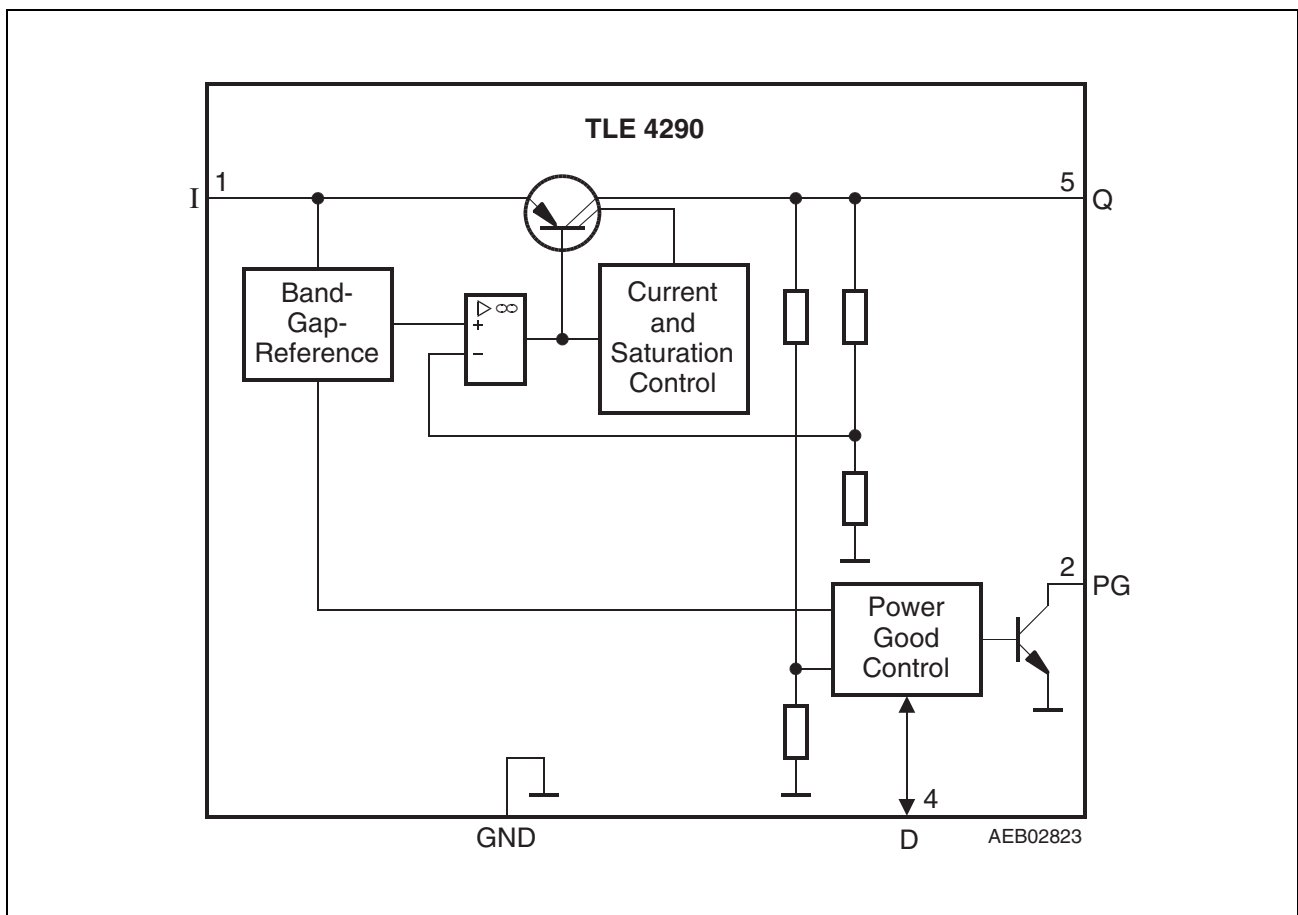 TLE 4290
I
1
5
Q
Band-
Gap-
Reference
+
−
Current
and
Saturation
Control
2
PG
Power
Good
Control
4
GND
D
AEB02823